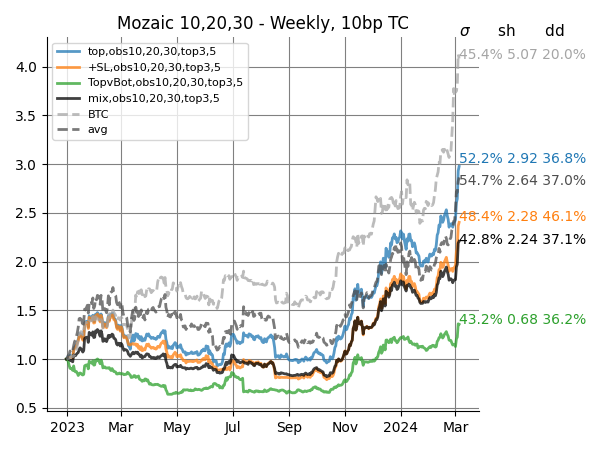 Mozaic 10,20,30 - Weekly, 10bp TC
σ sh dd
top,obs10,20,30,top3,5
+SL,obs10,20,30,top3,5
TopvBot,obs10,20,30,top3,5
mix,obs10,20,30,top3,5
BTC
avg
45.4% 5.07 20.0%
52.2% 2.92 36.8%
54.7% 2.64 37.0%
48.4% 2.28 46.1%
42.8% 2.24 37.1%
43.2% 0.68 36.2%
4.0
3.5
3.0
2.5
2.0
1.5
1.0
0.5
2023 Mar May Jul Sep Nov 2024 Mar